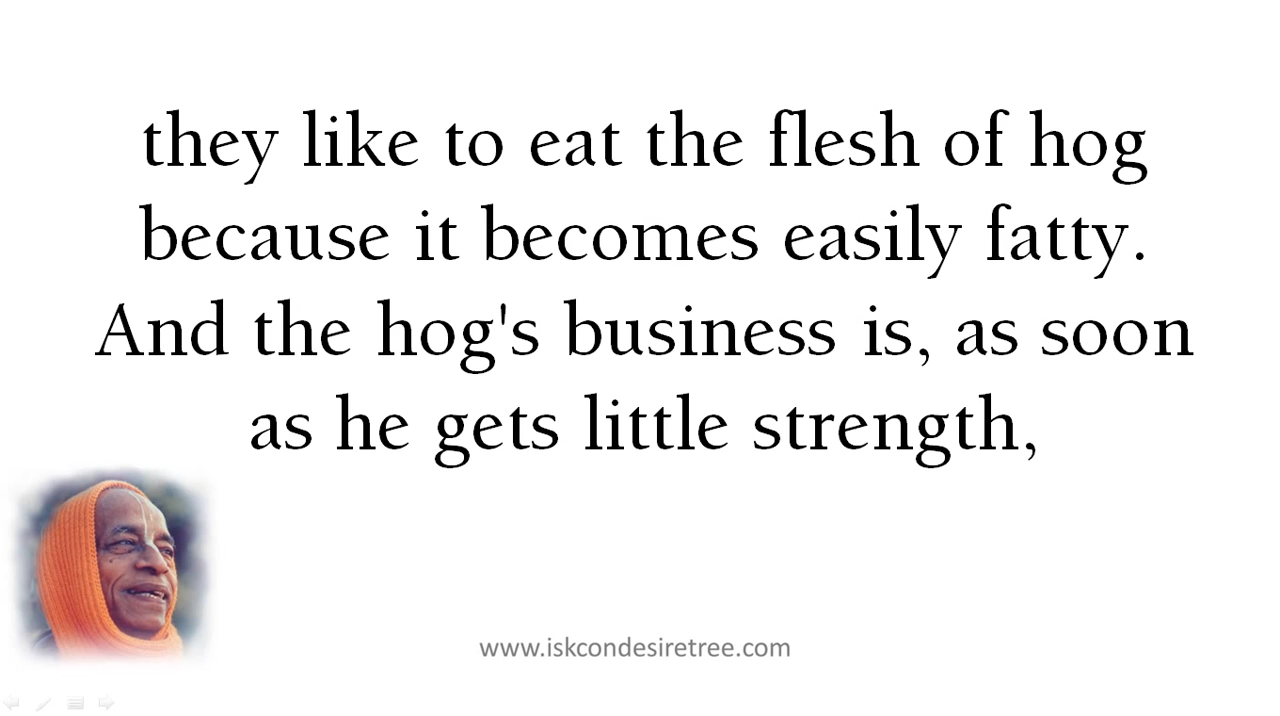 they like to eat the flesh of hog
because it becomes easily fatty.
And the hog's business is, as soon
as he gets little strength,
www.iskcondesiretree.com